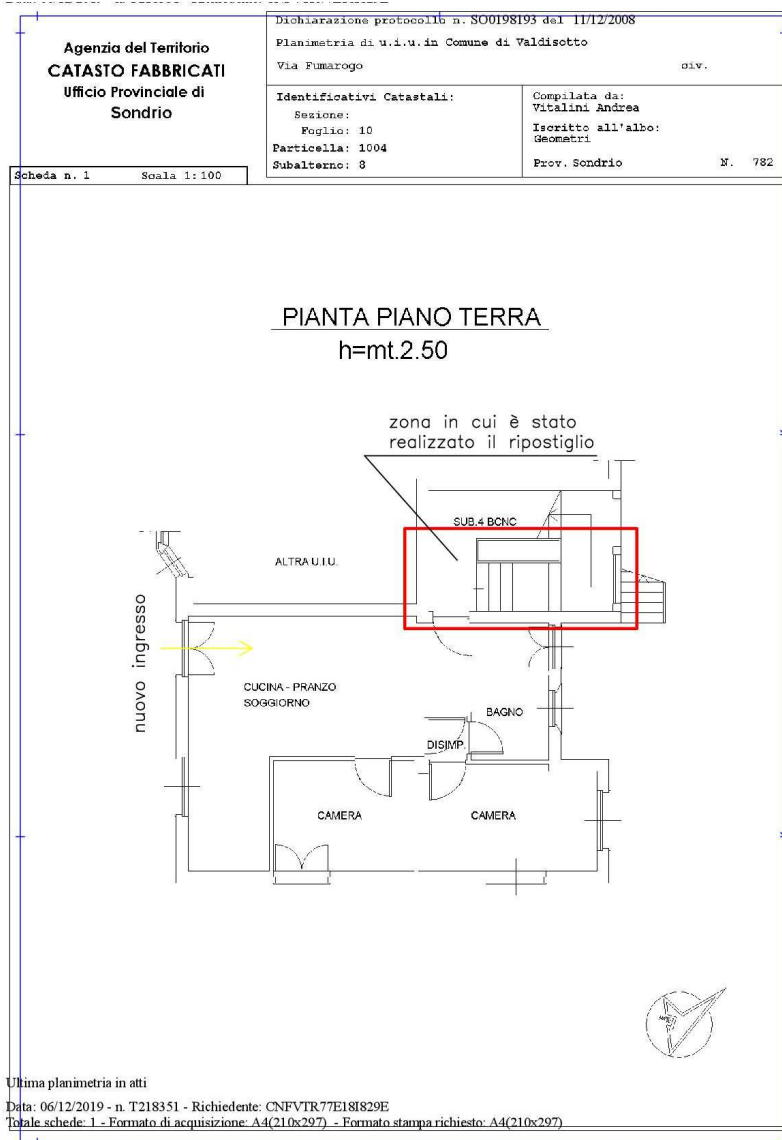 Dichiarazione protocollo n. SO0198193 del 11/12/2008
Planimetria di u.i.u.in Comune di Valdisotto
Via Fumarogo civ.
Agenzia del Territorio
CATASTO FABBRICATI
Ufficio Provinciale di
Sondrio
Identificativi Catastali:
Sezione:
Foglio: 10
Particella: 1004
Subalterno: 8
Compilata da:
Vitalini Andrea
Iscritto all'albo:
Geometri
Prov. Sondrio N. 782
Scheda n. 1 Scala 1:100
PIANTA PIANO TERRA
h=mt.2.50
zona in cui è stato
realizzato il ripostiglio
SUB.4 BCNC
ALTRA U.I.U.
nuovo ingresso
CUCINA - PRANZO
SOGGIORNO
BAGNO
DISIMP.
CAMERA
CAMERA
Ultima planimetria in atti
Data: 06/12/2019 - n. T218351 - Richiedente: CNFVTR77E18I829E
Totale schede: 1 - Formato di acquisizione: A4(210x297) - Formato stampa richiesto: A4(210x297)